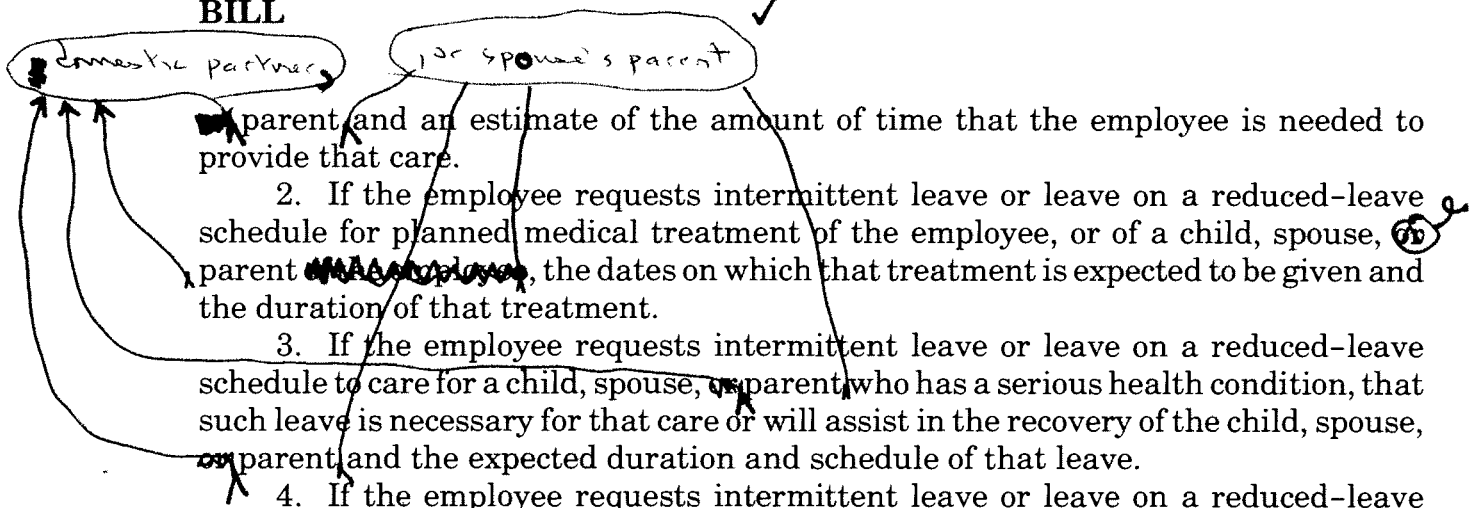 BILL
domestic partner,
, or spouse's parent
parent, and an estimate of the amount of time that the employee is needed to
provide that care.
2. If the employee requests intermittent leave or leave on a reduced-leave
schedule for planned medical treatment of the employee, or of a child, spouse, or
parent of the employee, the dates on which that treatment is expected to be given and
the duration of that treatment.
3. If the employee requests intermittent leave or leave on a reduced-leave
schedule to care for a child, spouse, or parent who has a serious health condition, that
such leave is necessary for that care or will assist in the recovery of the child, spouse,
or parent and the expected duration and schedule of that leave.
4. If the employee requests intermittent leave or leave on a reduced-leave